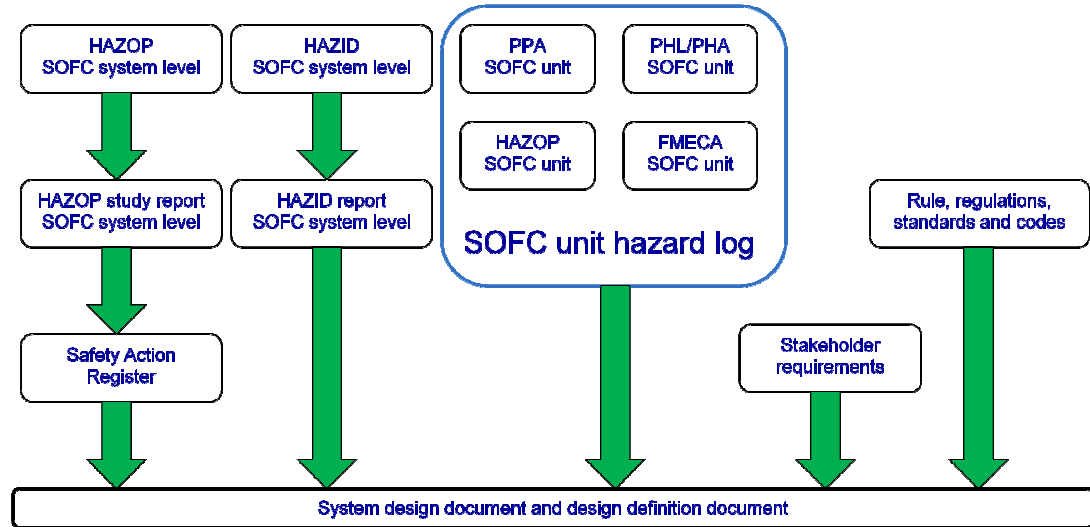 HAZOP
SOFC system level
HAZID
SOFC system level
PPA
SOFC unit
PHL/PHA
SOFC unit
HAZOP
SOFC unit
FMECA
SOFC unit
SOFC unit hazard log
HAZOP study report
SOFC system level
HAZID report
SOFC system level
Rule, regulations,
standards and codes
Safety Action
Register
Stakeholder
requirements
System design document and design definition document